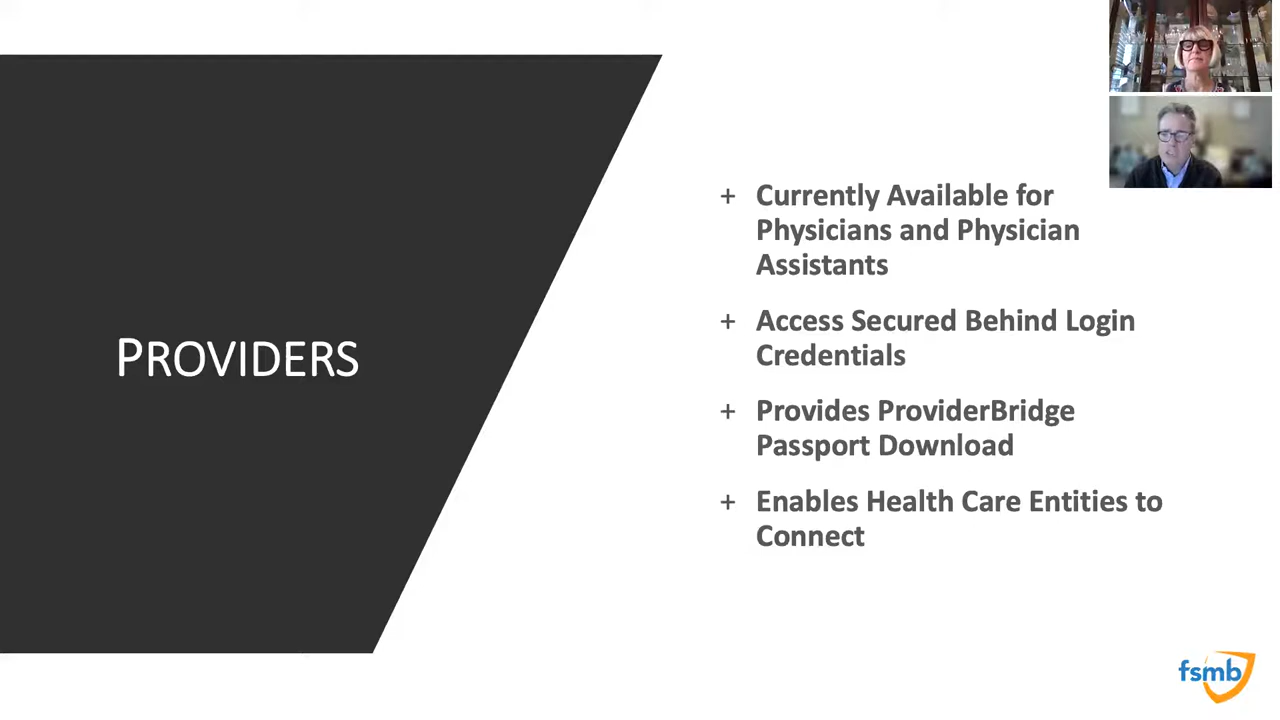 PROVIDERS
+ Currently Available for
Physicians and Physician
Assistants
+ Access Secured Behind Login
Credentials
+ Provides ProviderBridge
Passport Download
+ Enables Health Care Entities to
Connect
fsmb